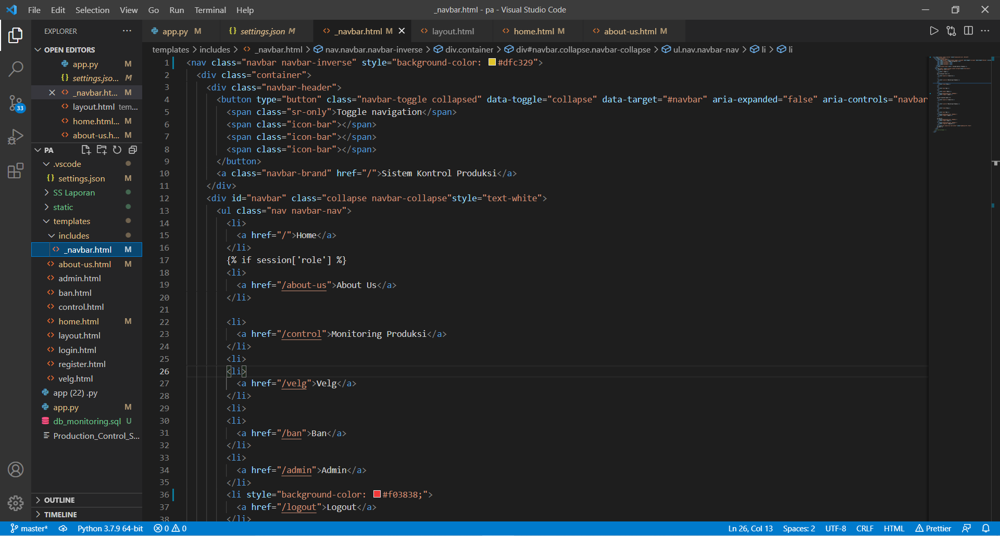 File Edit Selection View Go Run Terminal Help
_navbar.html - pa - Visual Studio Code
EXPLORER
OPEN EDITORS
app.py M
settings.jso... M
_navbar.ht... M
layout.html tem...
home.html... M
about-us.h... M
PA
.vscode
settings.json M
SS Laporan
static
templates
includes
_navbar.html M
about-us.html M
admin.html
ban.html
control.html
home.html M
layout.html
login.html
register.html
velg.html
app (22) .py
app.py M
db_monitoring.sql U
Production_Control_S...
OUTLINE
TIMELINE
33
app.py M settings.json M _navbar.html M layout.html home.html M about-us.html M
templates > includes > _navbar.html > nav.navbar.navbar-inverse > div.container > div#navbar.collapse.navbar-collapse > ul.nav.navbar-nav > li > li
1 <nav class="navbar navbar-inverse" style="background-color: #dfc329">
2 <div class="container">
3 <div class="navbar-header">
4 <button type="button" class="navbar-toggle collapsed" data-toggle="collapse" data-target="#navbar" aria-expanded="false" aria-controls="navbar
5 <span class="sr-only">Toggle navigation</span>
6 <span class="icon-bar"></span>
7 <span class="icon-bar"></span>
8 <span class="icon-bar"></span>
9 </button>
10 <a class="navbar-brand" href="/">Sistem Kontrol Produksi</a>
11 </div>
12 <div id="navbar" class="collapse navbar-collapse"style="text-white">
13 <ul class="nav navbar-nav">
14 <li>
15 <a href="/">Home</a>
16 </li>
17 {% if session['role'] %}
18 <li>
19 <a href="/about-us">About Us</a>
20 </li>
21
22 <li>
23 <a href="/control">Monitoring Produksi</a>
24 </li>
25 <li>
26 <li>
27 <a href="/velg">Velg</a>
28 </li>
29 <li>
30 <li>
31 <a href="/ban">Ban</a>
32 </li>
33 <li>
34 <a href="/admin">Admin</a>
35 </li>
36 <li style="background-color: #f03838;">
37 <a href="/logout">Logout</a>
38 </li>
master* Python 3.7.9 64-bit 0 0 Ln 26, Col 13 Spaces: 2 UTF-8 CRLF HTML Prettier